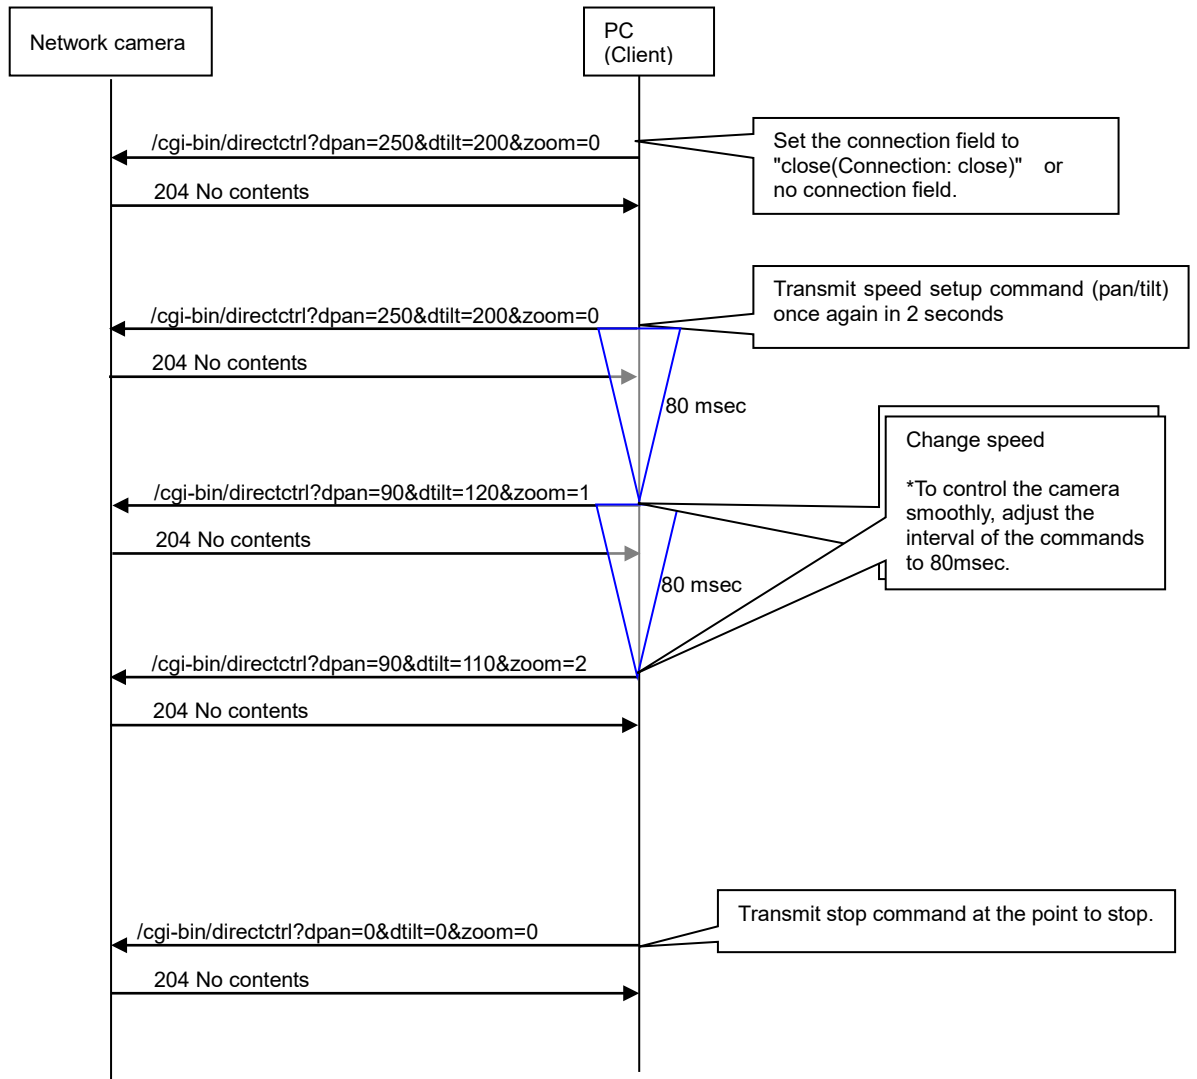 Network camera
PC
(Client)
/cgi-bin/directctrl?dpan=250&dtilt=200&zoom=0
Set the connection field to
"close(Connection: close)" or
no connection field.
204 No contents
Transmit speed setup command (pan/tilt)
once again in 2 seconds
/cgi-bin/directctrl?dpan=250&dtilt=200&zoom=0
204 No contents
80 msec
Change speed
*To control the camera
smoothly, adjust the
interval of the commands
to 80msec.
/cgi-bin/directctrl?dpan=90&dtilt=120&zoom=1
204 No contents
80 msec
/cgi-bin/directctrl?dpan=90&dtilt=110&zoom=2
204 No contents
Transmit stop command at the point to stop.
/cgi-bin/directctrl?dpan=0&dtilt=0&zoom=0
204 No contents